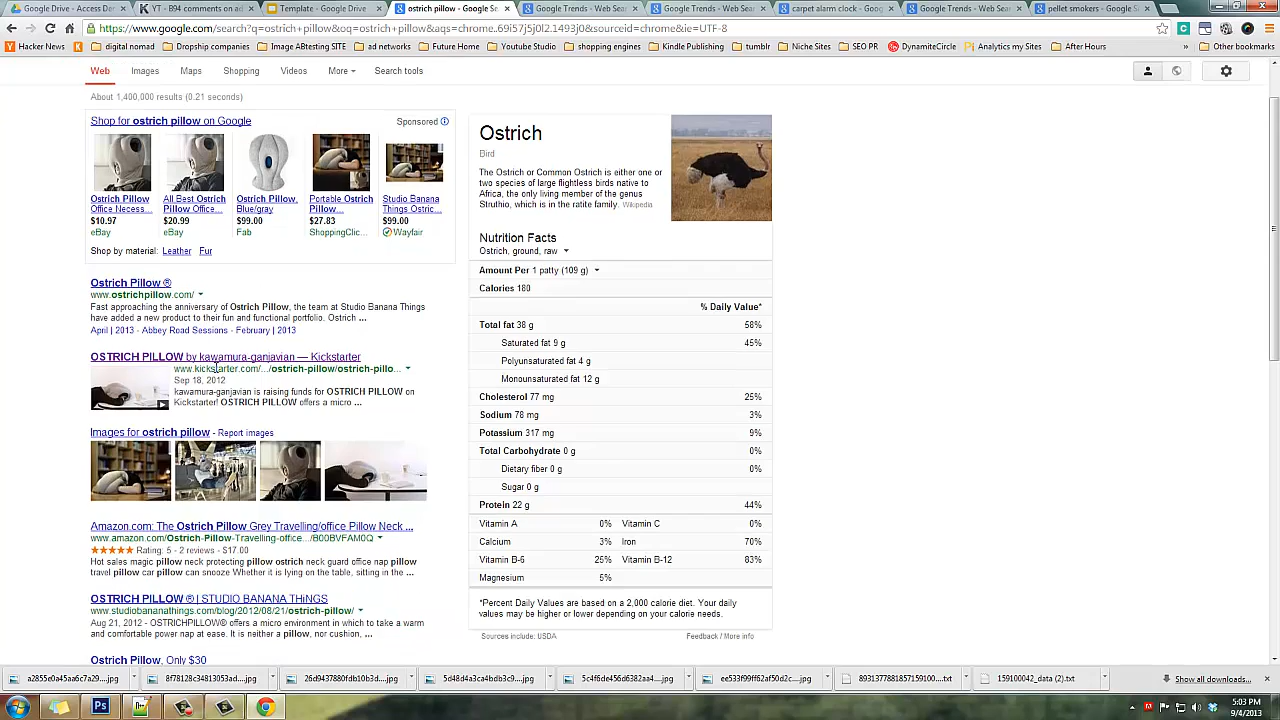 Google Drive - Access Den
YT - B94 comments on ad
Template - Google Drive
ostrich pillow - Google Se
Google Trends - Web Sear
Google Trends - Web Sear
carpet alarm clock - Goog
Google Trends - Web Sear
pellet smokers - Google S
https://www.google.com/search?q=ostrich+pillow&oq=ostrich+pillow&aqs=chrome..69i57j5j0l2.1493j0&sourceid=chrome&ie=UTF-8
Hacker News
digital nomad
Dropship companies
Image ABtesting SITE
ad networks
Future Home
Youtube Studio
shopping engines
Kindle Publishing
tumblr
Niche Sites
SEO PR
DynamiteCircle
Analytics my Sites
After Hours
» Other bookmarks
Web Images Maps Shopping Videos More Search tools
About 1,400,000 results (0.21 seconds)
Shop for ostrich pillow on Google Sponsored
Ostrich Pillow Office Necess... $10.97 eBay
All Best Ostrich Pillow Office... $20.99 eBay
Ostrich Pillow, Blue/gray $99.00 Fab
Portable Ostrich Pillow... $27.83 ShoppingClic...
Studio Banana Things Ostric... $99.00 Wayfair
Shop by material: Leather Fur
Ostrich Pillow ®
www.ostrichpillow.com/
Fast approaching the anniversary of Ostrich Pillow, the team at Studio Banana Things
have added a new product to their fun and functional portfolio. Ostrich ...
April | 2013 - Abbey Road Sessions - February | 2013
OSTRICH PILLOW by kawamura-ganjavian — Kickstarter
www.kickstarter.com/.../ostrich-pillow/ostrich-pillo...
Sep 18, 2012
kawamura-ganjavian is raising funds for OSTRICH PILLOW on
Kickstarter! OSTRICH PILLOW offers a micro ...
Images for ostrich pillow - Report images
Amazon.com: The Ostrich Pillow Grey Travelling/office Pillow Neck ...
www.amazon.com/Ostrich-Pillow-Travelling-office.../B00BVFAM0Q
Rating: 5 - 2 reviews - $17.00
Hot sales magic pillow neck protecting pillow ostrich neck guard office nap pillow
travel pillow car pillow can snooze Whether it is lying on the table, sitting in the ...
OSTRICH PILLOW ® | STUDIO BANANA THiNGS
www.studiobananathings.com/blog/2012/08/21/ostrich-pillow/
Aug 21, 2012 - OSTRICHPILLOW® offers a micro environment in which to take a warm
and comfortable power nap at ease. It is neither a pillow, nor cushion, ...
Ostrich Pillow, Only $30
Ostrich
Bird
The Ostrich or Common Ostrich is either one or
two species of large flightless birds native to
Africa, the only living member of the genus
Struthio, which is in the ratite family. Wikipedia
Nutrition Facts
Ostrich, ground, raw
Amount Per 1 patty (109 g)
Calories 180
% Daily Value*
Total fat 38 g 58%
Saturated fat 9 g 45%
Polyunsaturated fat 4 g
Monounsaturated fat 12 g
Cholesterol 77 mg 25%
Sodium 78 mg 3%
Potassium 317 mg 9%
Total Carbohydrate 0 g 0%
Dietary fiber 0 g 0%
Sugar 0 g
Protein 22 g 44%
Vitamin A 0% Vitamin C 0%
Calcium 3% Iron 70%
Vitamin B-6 25% Vitamin B-12 83%
Magnesium 5%
*Percent Daily Values are based on a 2,000 calorie diet. Your daily
values may be higher or lower depending on your calorie needs.
Sources include: USDA Feedback / More info
Show all downloads...
5:03 PM
9/4/2013